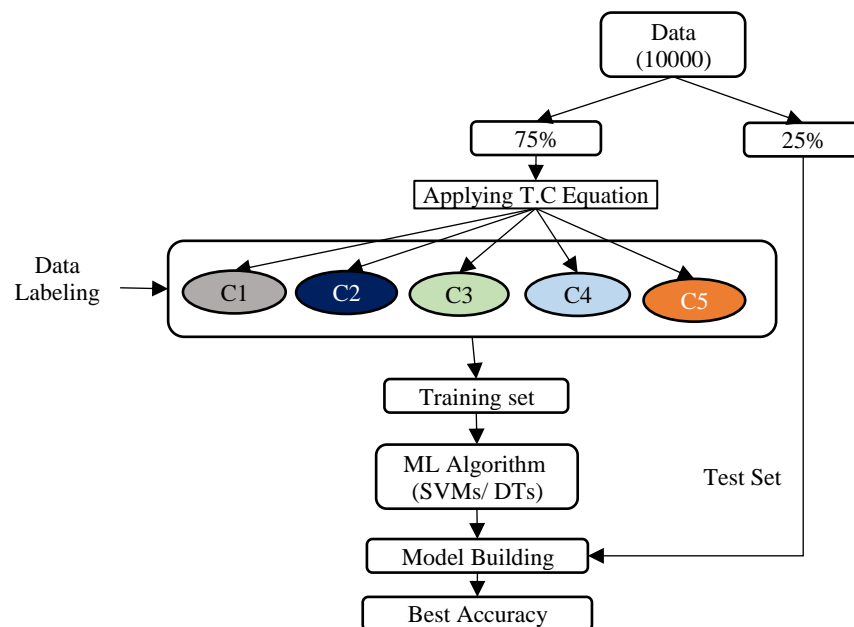 Data
(10000)
75%
25%
Applying T.C Equation
Data
Labeling
C1
C2
C3
C4
C5
Training set
ML Algorithm
(SVMs/ DTs)
Test Set
Model Building
Best Accuracy